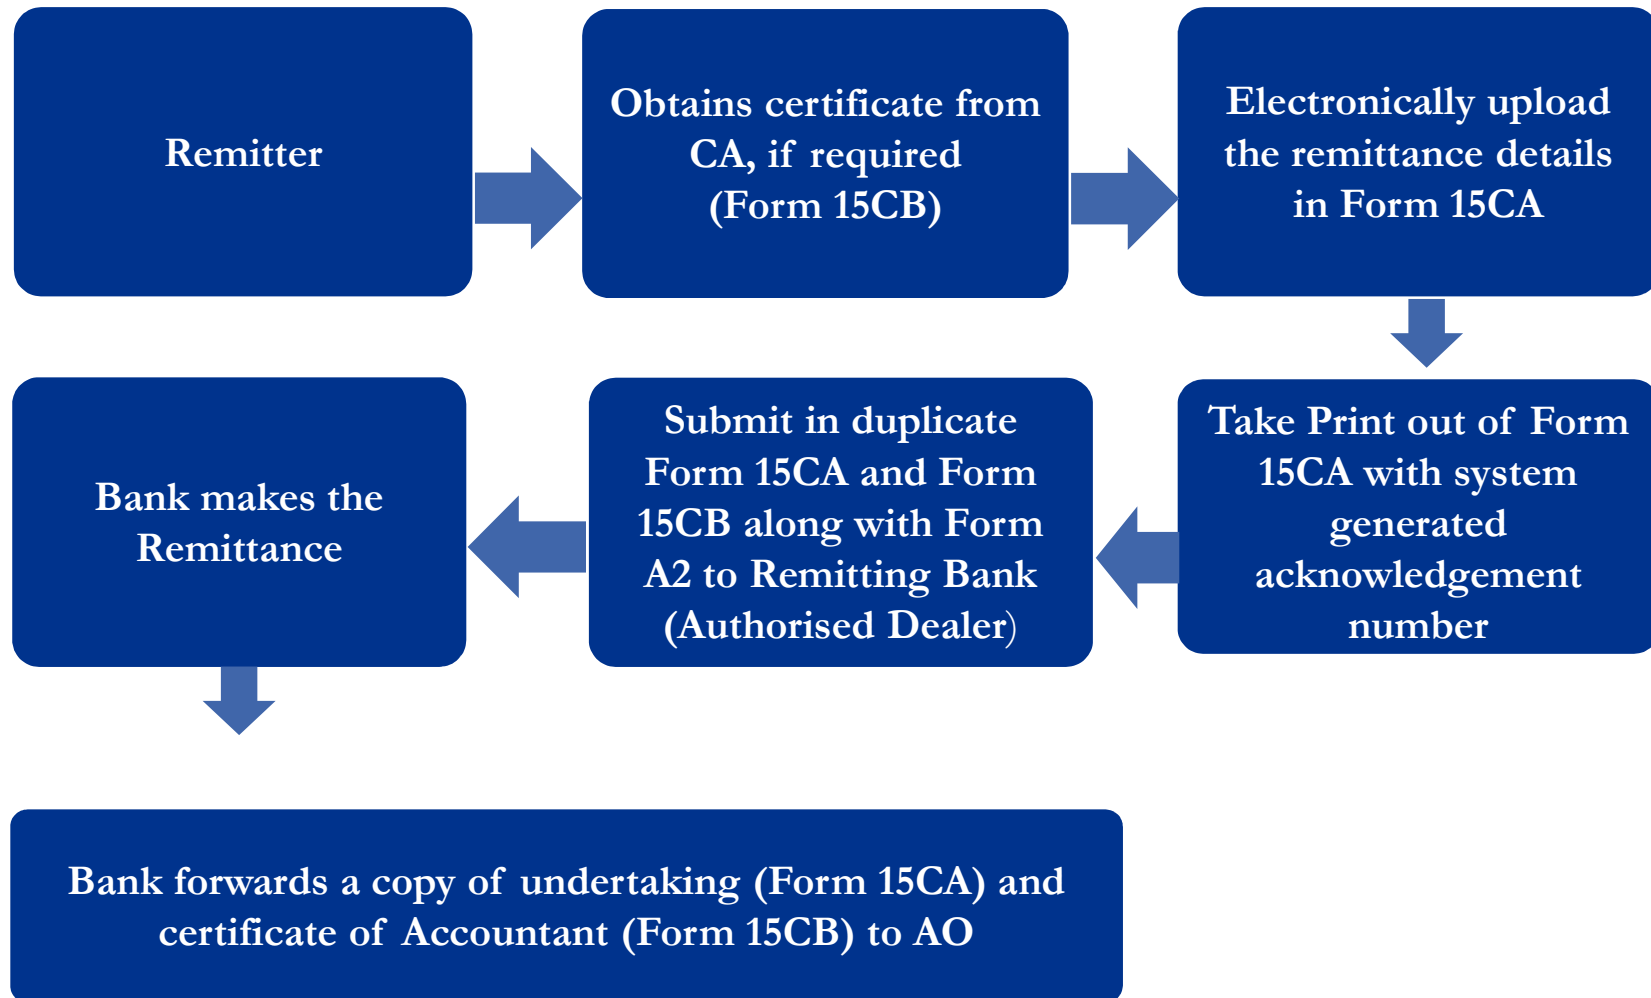 Remitter
Obtains certificate from
CA, if required
(Form 15CB)
Electronically upload
the remittance details
in Form 15CA
Take Print out of Form
15CA with system
generated
acknowledgement
number
Submit in duplicate
Form 15CA and Form
15CB along with Form
A2 to Remitting Bank
(Authorised Dealer)
Bank makes the
Remittance
Bank forwards a copy of undertaking (Form 15CA) and
certificate of Accountant (Form 15CB) to AO